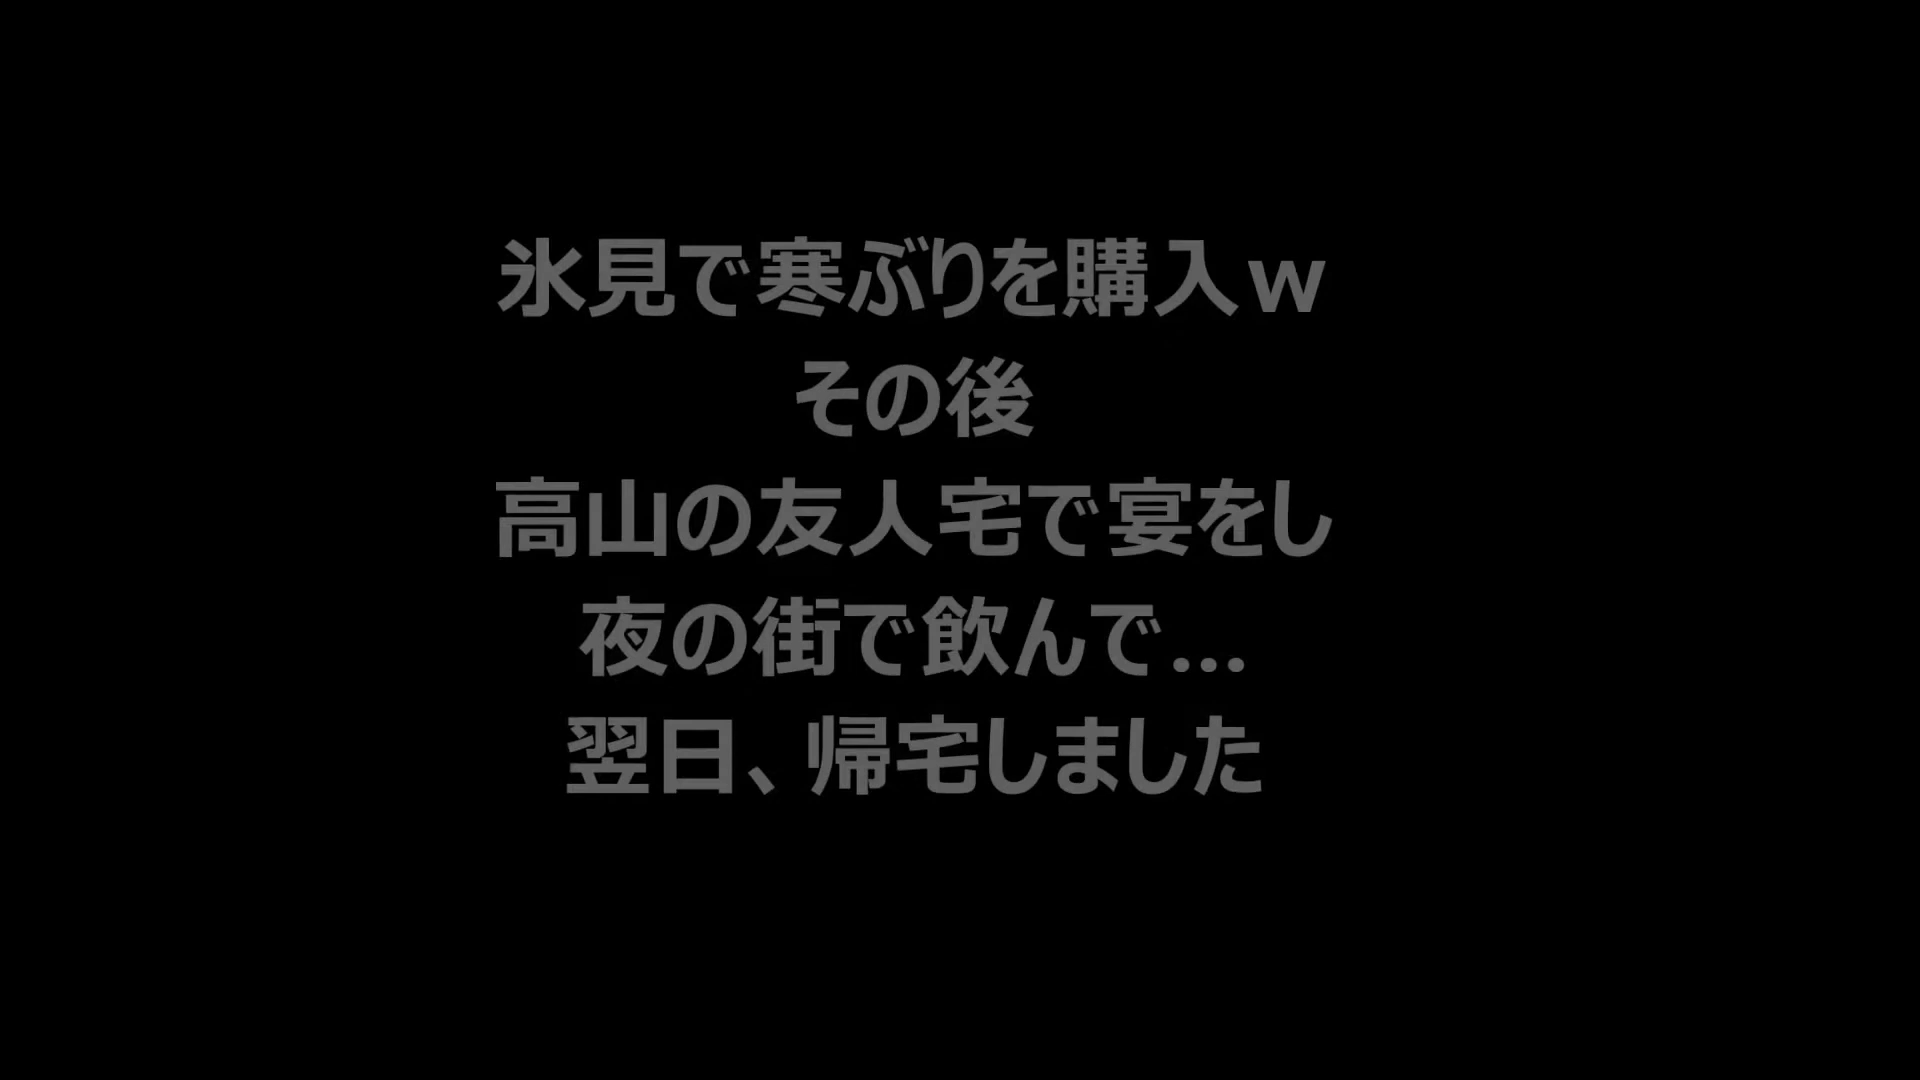 氷見で寒ぶりを購入w
その後
高山の友人宅で宴をし
夜の街で飲んで...
翌日、帰宅しました